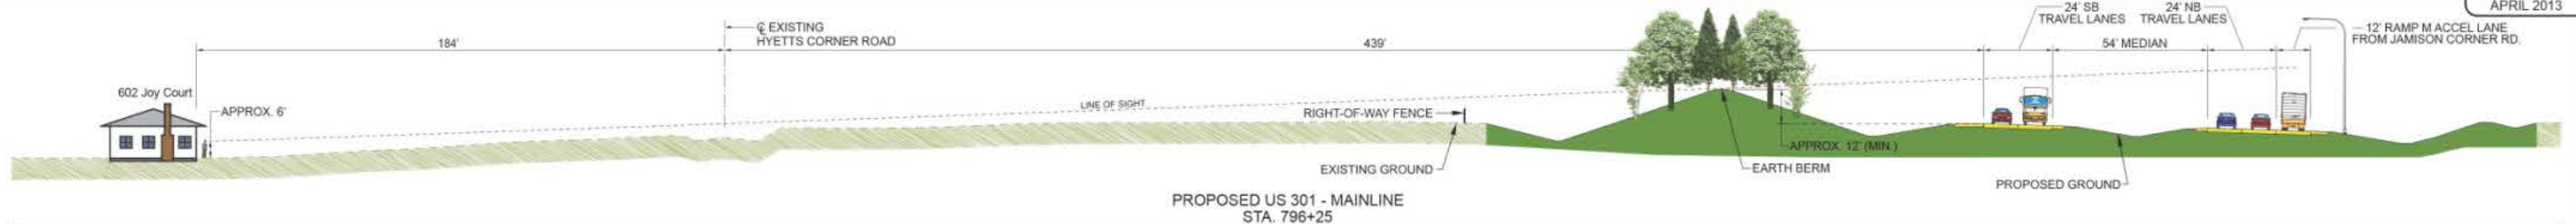 APRIL 2013
℄ EXISTING
HYETTS CORNER ROAD
184'
439'
24' SB
TRAVEL LANES
24' NB
TRAVEL LANES
54' MEDIAN
12' RAMP M ACCEL LANE
FROM JAMISON CORNER RD.
602 Joy Court
APPROX. 6'
LINE OF SIGHT
RIGHT-OF-WAY FENCE
APPROX. 12' (MIN.)
EXISTING GROUND
EARTH BERM
PROPOSED GROUND
PROPOSED US 301 - MAINLINE
STA. 796+25